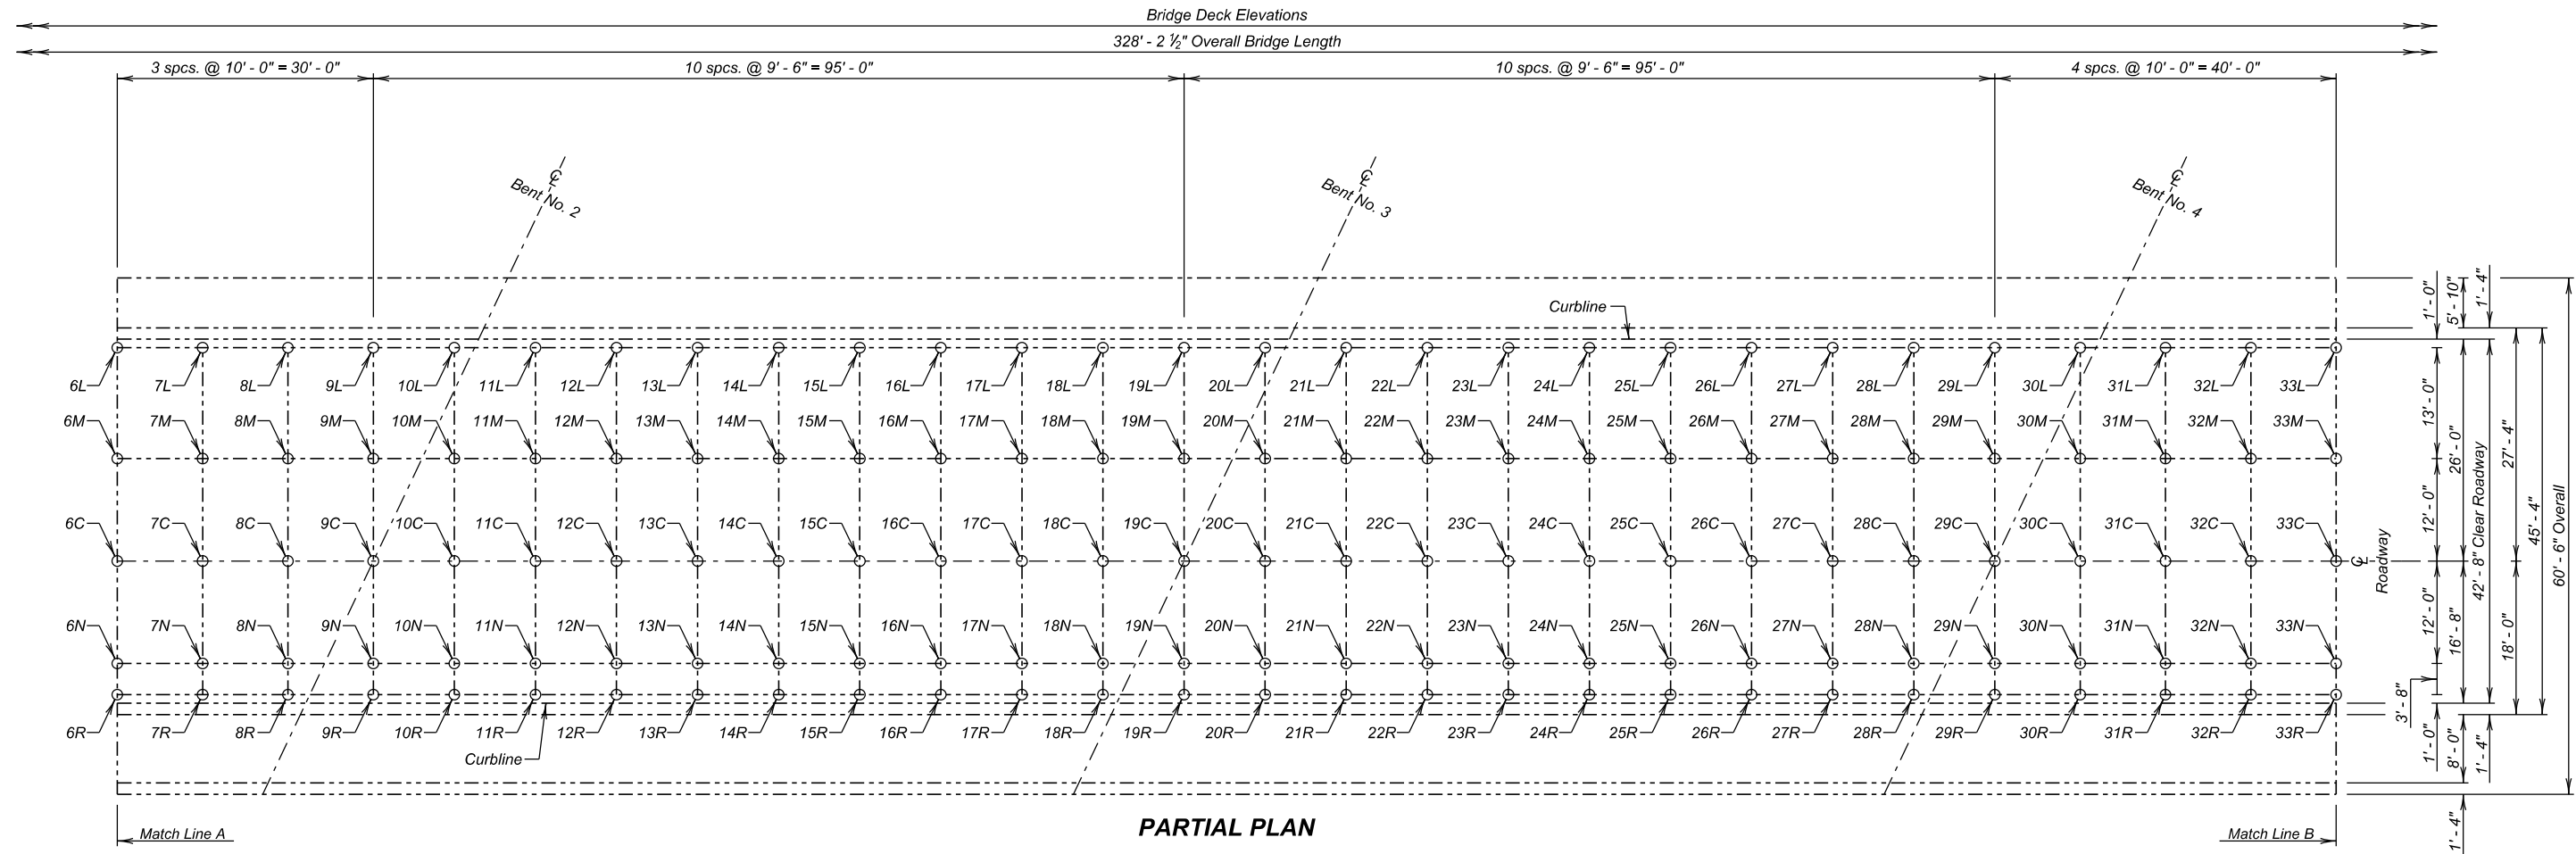 Bridge Deck Elevations
328' - 2 ½" Overall Bridge Length
3 spcs. @ 10' - 0" = 30' - 0" 10 spcs. @ 9' - 6" = 95' - 0" 10 spcs. @ 9' - 6" = 95' - 0" 4 spcs. @ 10' - 0" = 40' - 0"
℄ Bent No. 2
℄ Bent No. 3
℄ Bent No. 4
Curbline
6L 7L 8L 9L 10L 11L 12L 13L 14L 15L 16L 17L 18L 19L 20L 21L 22L 23L 24L 25L 26L 27L 28L 29L 30L 31L 32L 33L
6M 7M 8M 9M 10M 11M 12M 13M 14M 15M 16M 17M 18M 19M 20M 21M 22M 23M 24M 25M 26M 27M 28M 29M 30M 31M 32M 33M
6C 7C 8C 9C 10C 11C 12C 13C 14C 15C 16C 17C 18C 19C 20C 21C 22C 23C 24C 25C 26C 27C 28C 29C 30C 31C 32C 33C
6N 7N 8N 9N 10N 11N 12N 13N 14N 15N 16N 17N 18N 19N 20N 21N 22N 23N 24N 25N 26N 27N 28N 29N 30N 31N 32N 33N
6R 7R 8R 9R 10R 11R 12R 13R 14R 15R 16R 17R 18R 19R 20R 21R 22R 23R 24R 25R 26R 27R 28R 29R 30R 31R 32R 33R
Curbline
℄ Roadway
1' - 0"
13' - 0"
12' - 0"
12' - 0"
3' - 8"
1' - 0"
5' - 10"
26' - 0"
16' - 8"
8' - 0"
1' - 4"
1' - 4"
42' - 8" Clear Roadway
1' - 4"
27' - 4"
18' - 0"
45' - 4"
60' - 6" Overall
Match Line A
PARTIAL PLAN
Match Line B